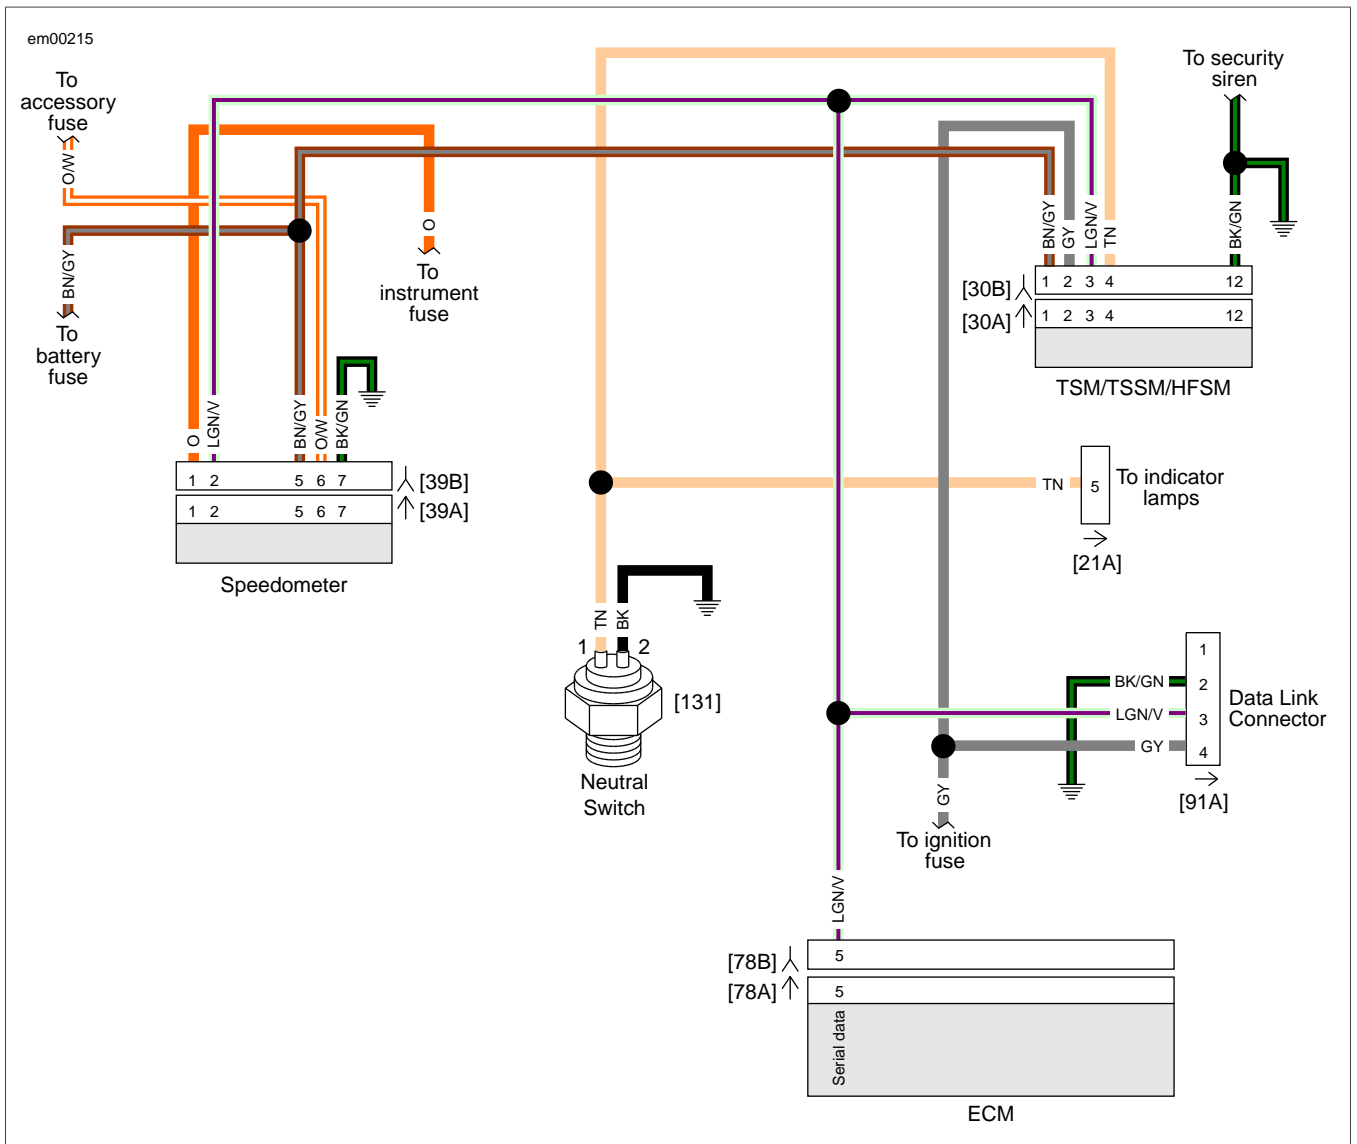 em00215
To
accessory
fuse
O/W
BN/GY
To
battery
fuse
O
To
instrument
fuse
To security
siren
BN/GY
GY
LGN/V
TN
BK/GN
[30B]
1 2 3 4 12
[30A]
1 2 3 4 12
TSM/TSSM/HFSM
O
LGN/V
BN/GY
O/W
BK/GN
1 2 5 6 7
[39B]
1 2 5 6 7
[39A]
Speedometer
TN
5
To indicator
lamps
[21A]
TN
BK
1 2
[131]
Neutral
Switch
1
BK/GN
2
LGN/V
3
GY
4
Data Link
Connector
[91A]
GY
To ignition
fuse
LGN/V
[78B]
5
[78A]
5
Serial data
ECM